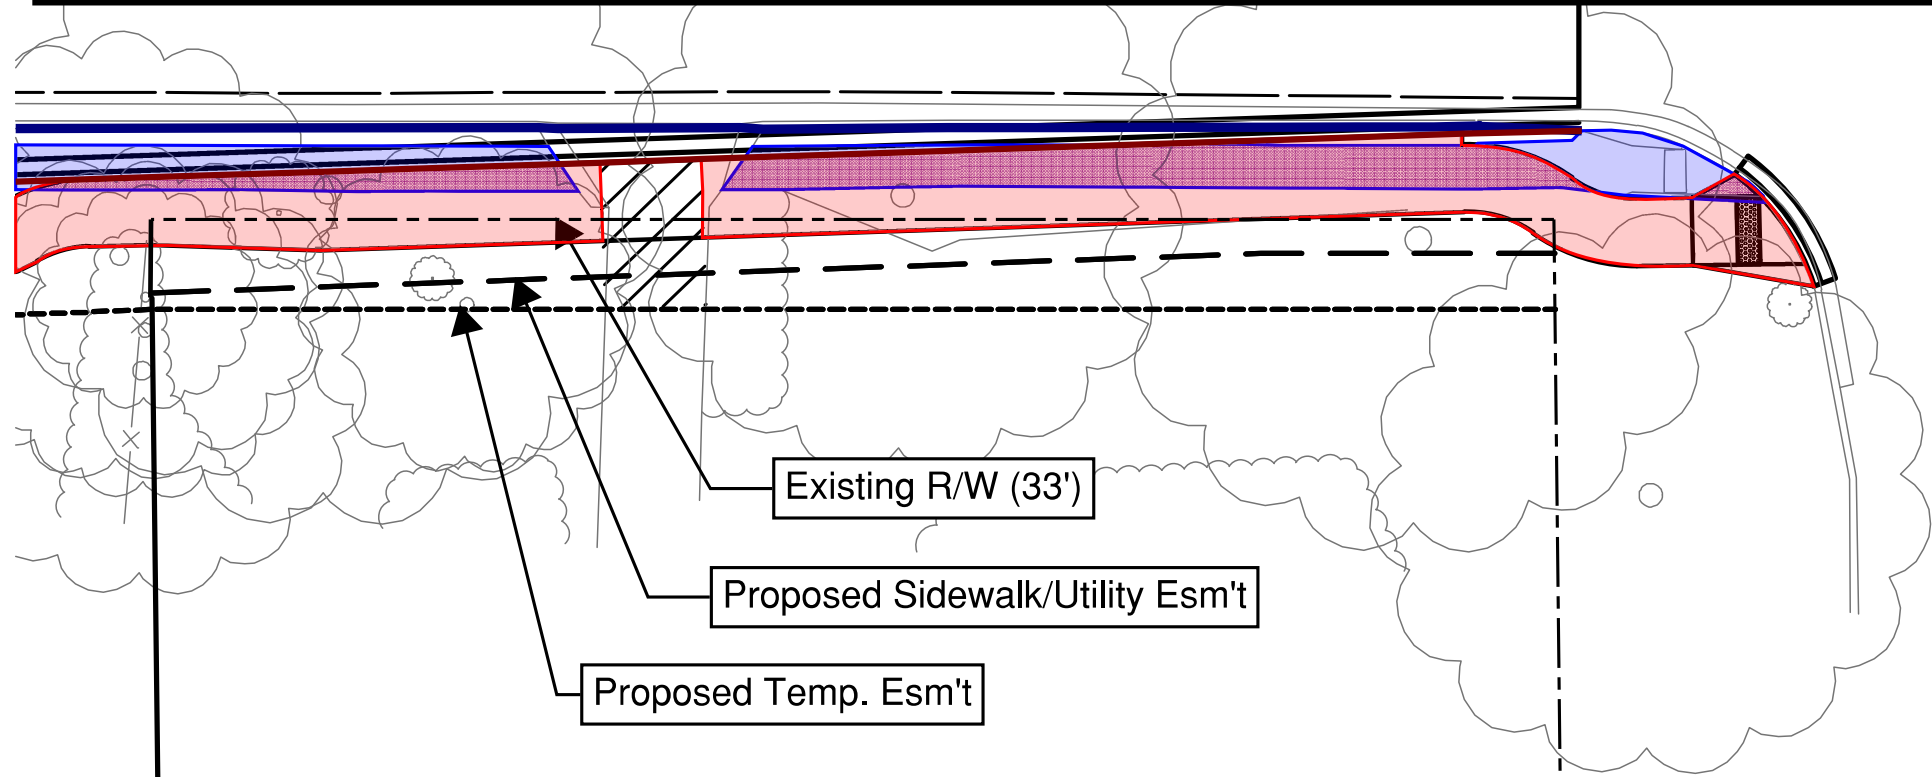 Existing R/W (33')
Proposed Sidewalk/Utility Esm't
Proposed Temp. Esm't